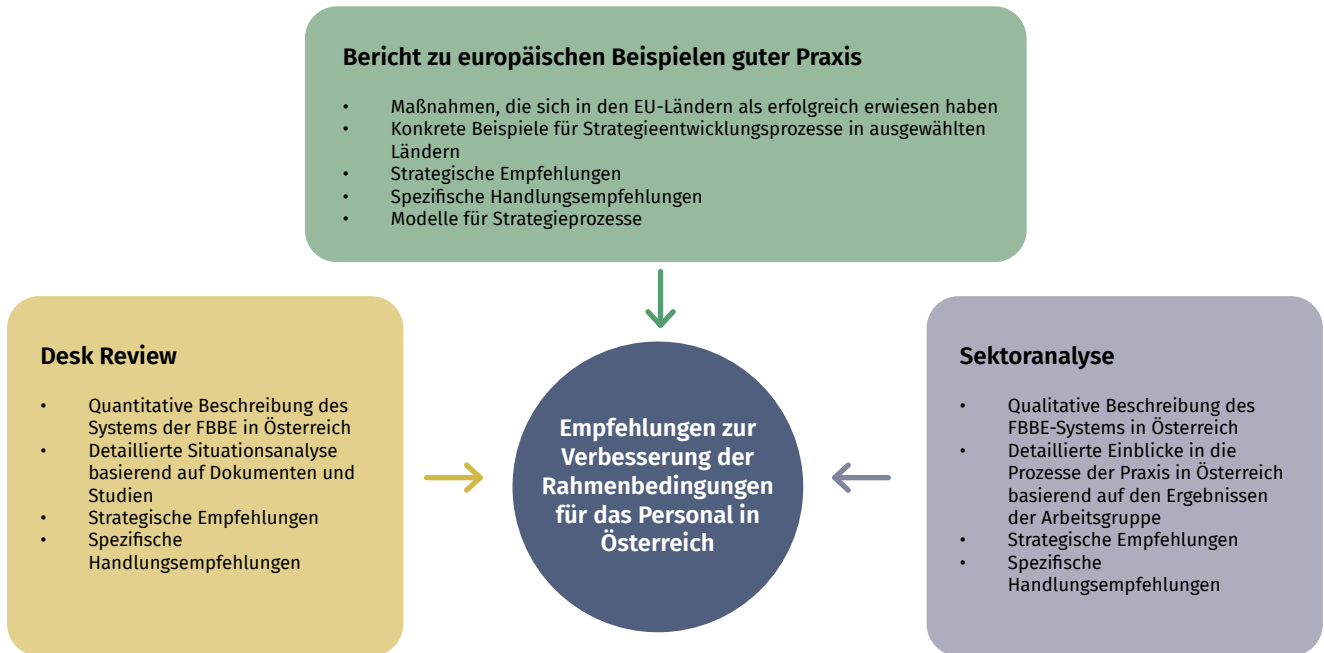 Bericht zu europäischen Beispielen guter Praxis
• Maßnahmen, die sich in den EU-Ländern als erfolgreich erwiesen haben
• Konkrete Beispiele für Strategieentwicklungsprozesse in ausgewählten
Ländern
• Strategische Empfehlungen
• Spezifische Handlungsempfehlungen
• Modelle für Strategieprozesse
Desk Review
• Quantitative Beschreibung des
Systems der FBBE in Österreich
• Detaillierte Situationsanalyse
basierend auf Dokumenten und
Studien
• Strategische Empfehlungen
• Spezifische
Handlungsempfehlungen
Empfehlungen zur
Verbesserung der
Rahmenbedingungen
für das Personal in
Österreich
Sektoranalyse
• Qualitative Beschreibung des
FBBE-Systems in Österreich
• Detaillierte Einblicke in die
Prozesse der Praxis in Österreich
basierend auf den Ergebnissen
der Arbeitsgruppe
• Strategische Empfehlungen
• Spezifische
Handlungsempfehlungen